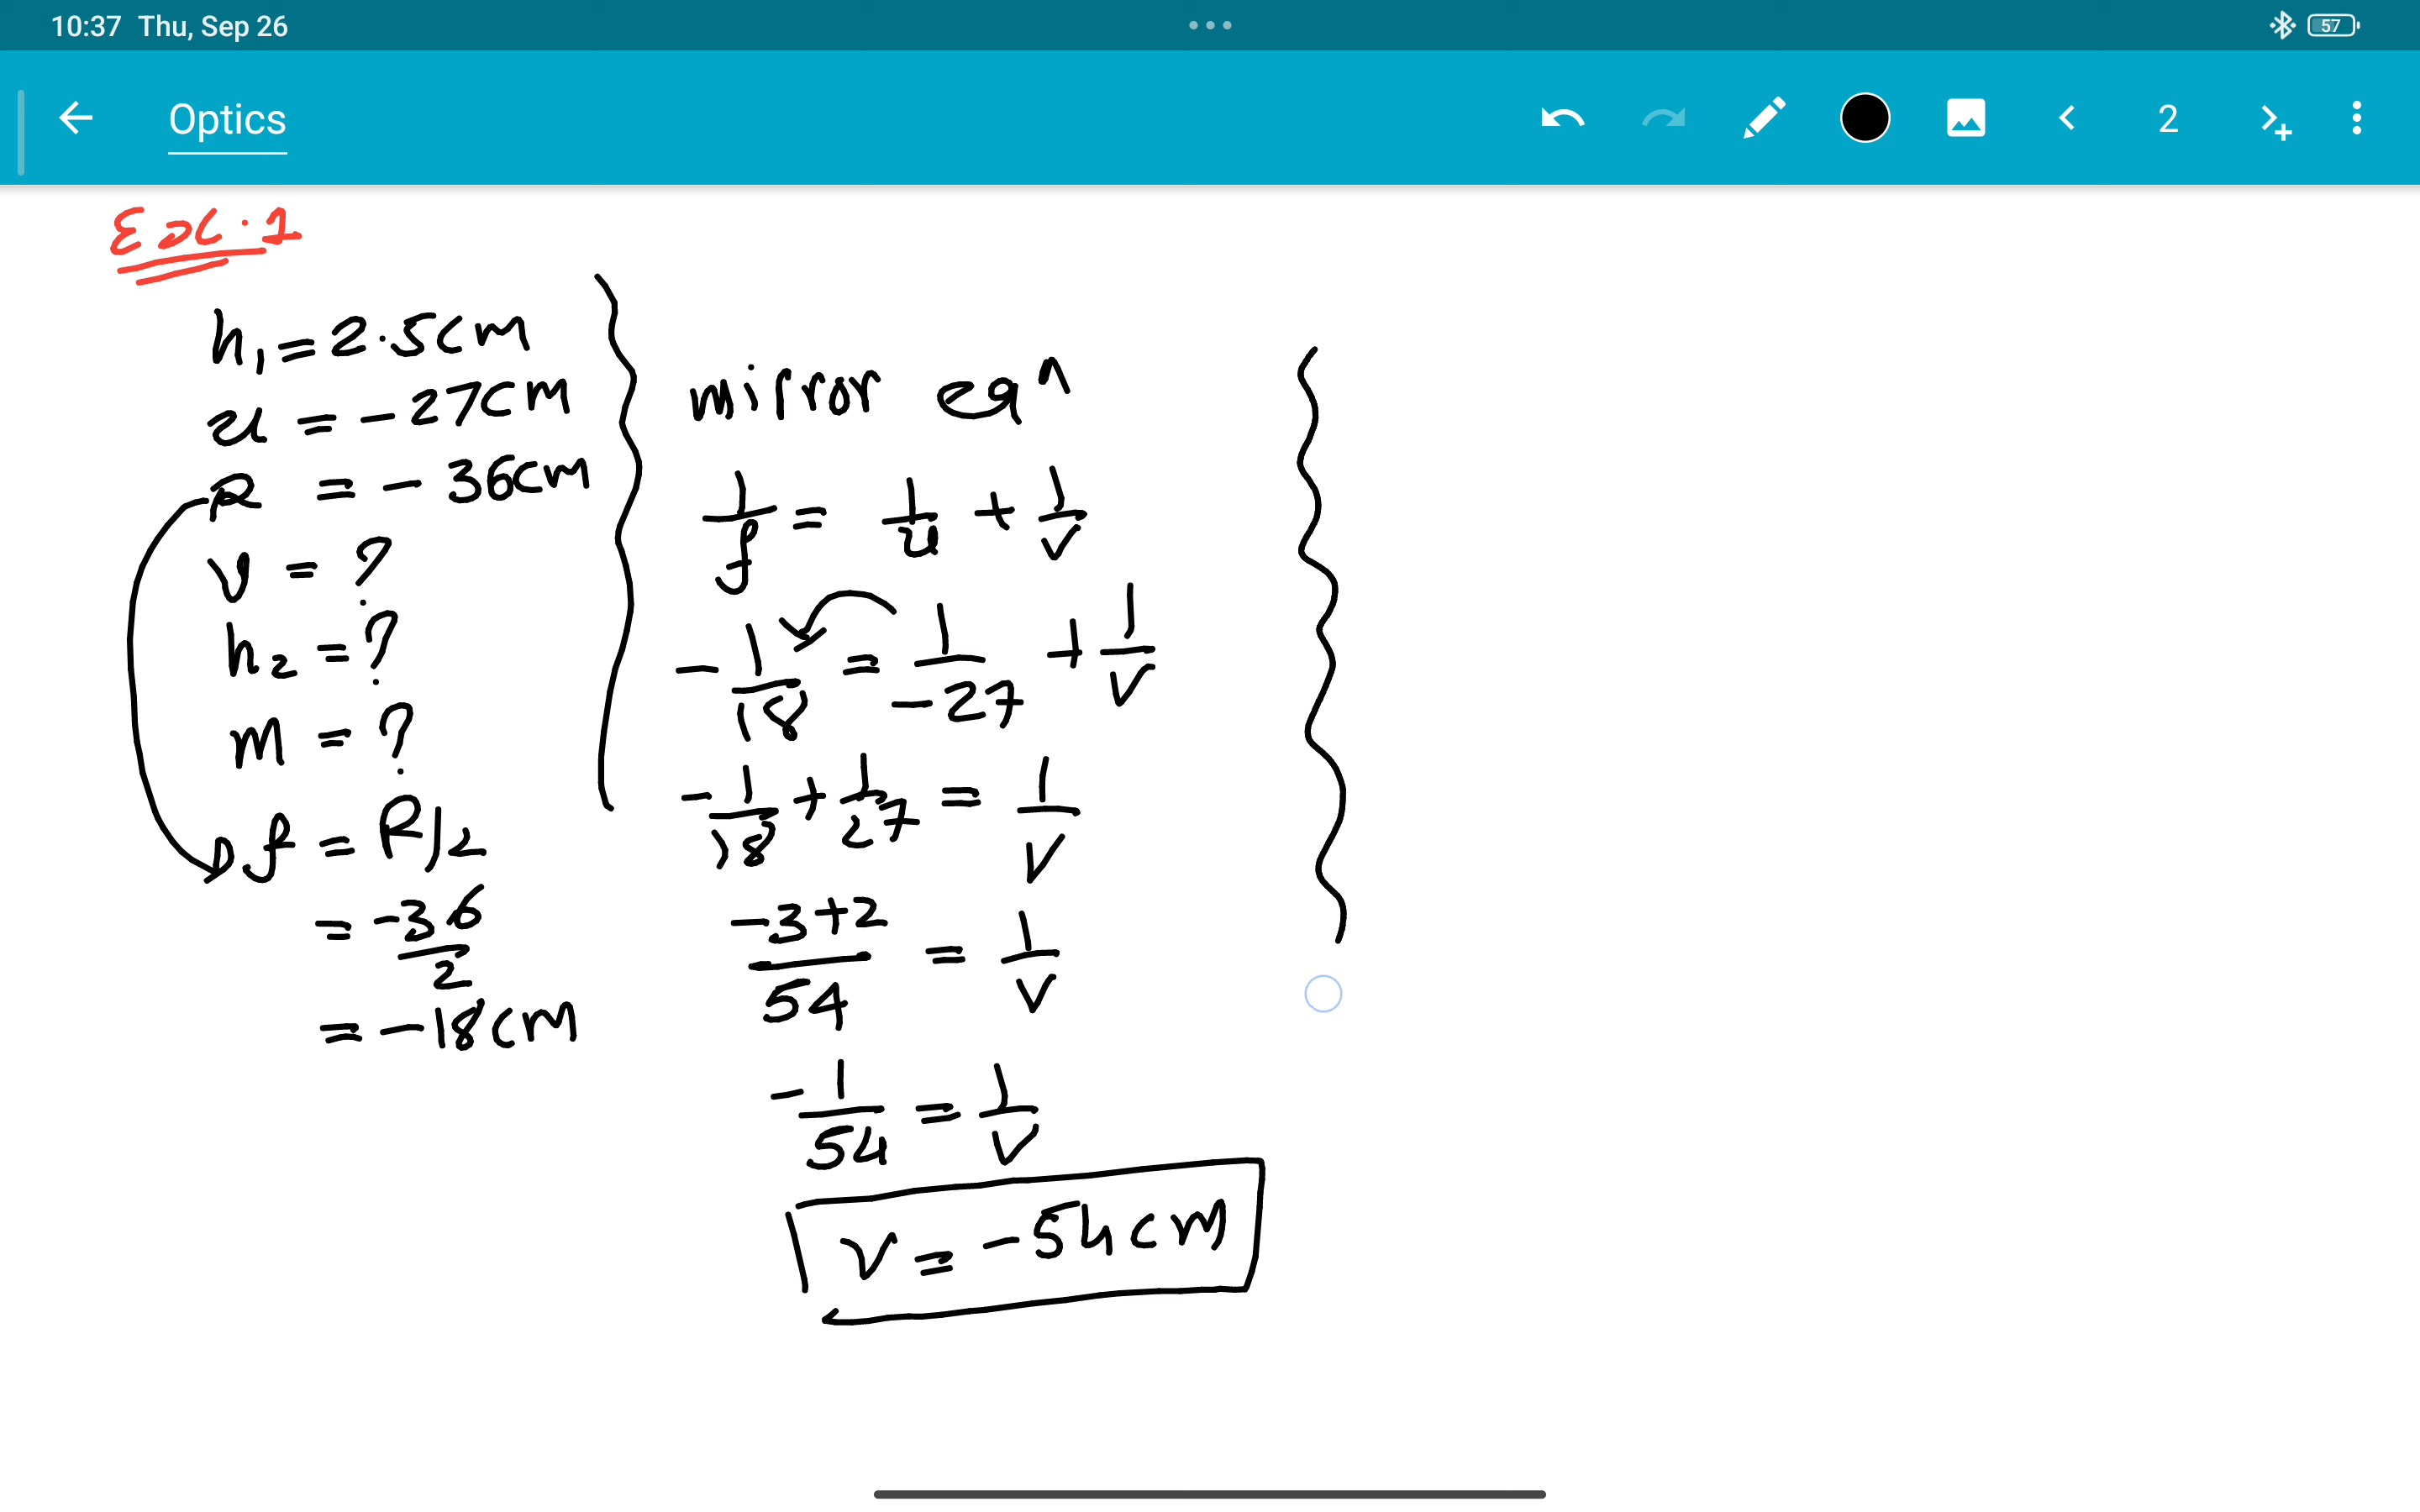 10:37 Thu, Sep 26
57
Optics
2
Ex.1
h₁ = 2.5cm
u = -27cm
R = -36cm
v = ?
h₂ = ?
m = ?
f = R/2
= -36/2
= -18cm
mirror eqⁿ
1/f = 1/u + 1/v
-1/18 = 1/-27 + 1/v
-1/18 + 1/27 = 1/v
-3+2/54 = 1/v
-1/54 = 1/v
v = -54cm